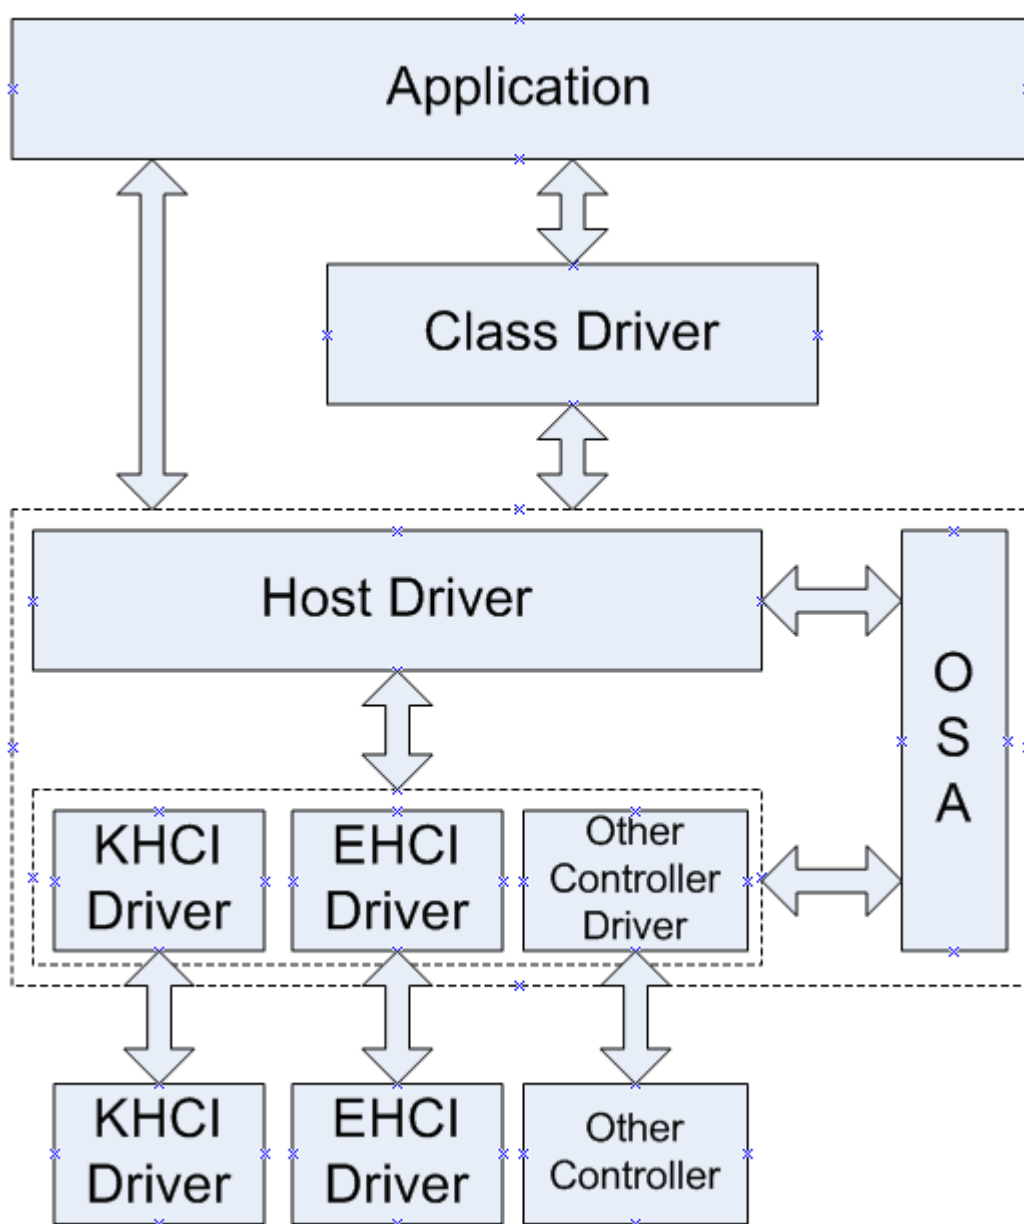 Application
Class Driver
Host Driver
O
S
A
KHCI
Driver
EHCI
Driver
Other
Controller
Driver
KHCI
Driver
EHCI
Driver
Other
Controller